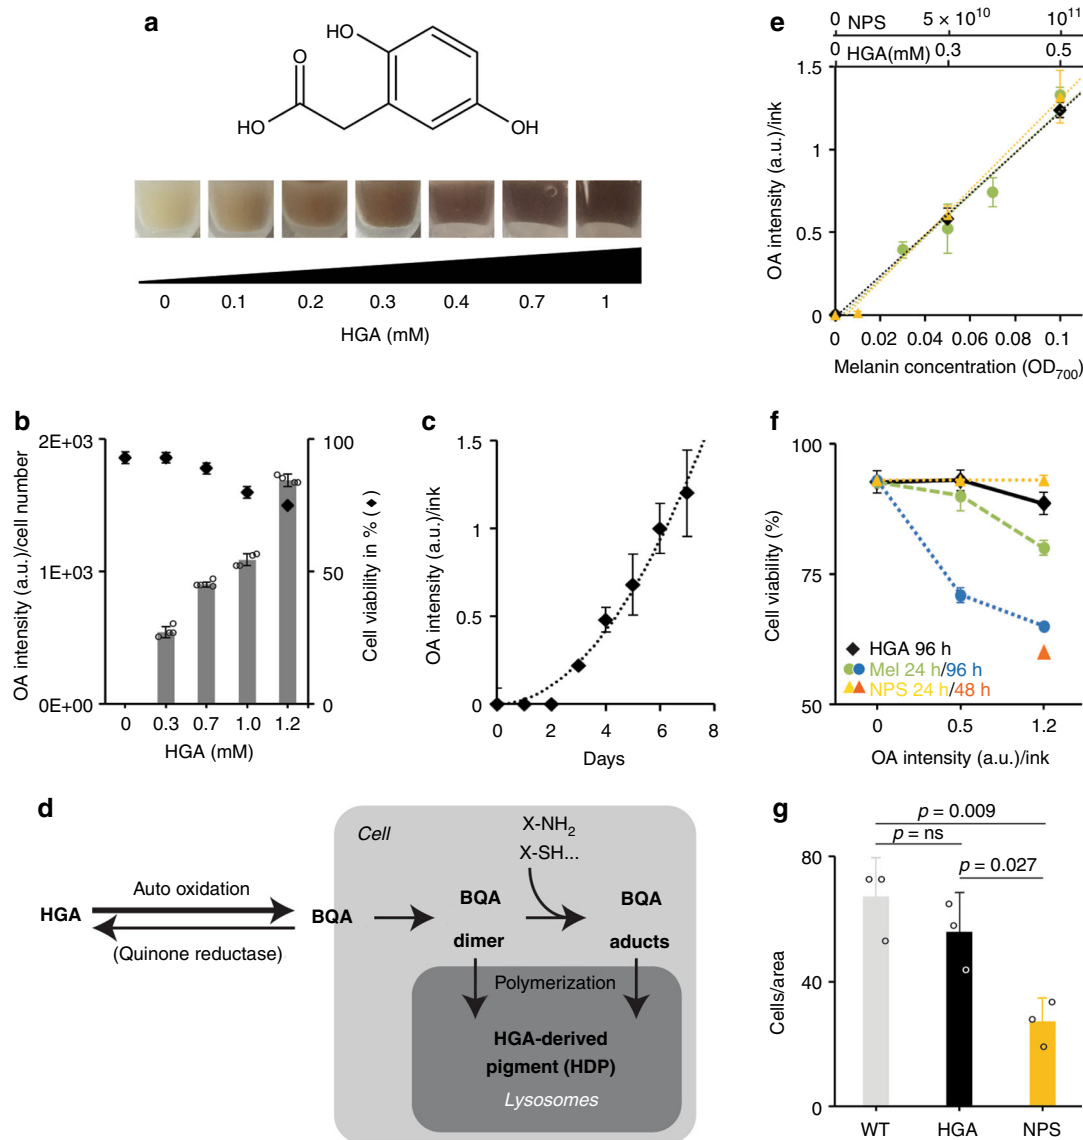 a
HO
O
HO
OH
0 0.1 0.2 0.3 0.4 0.7 1
HGA (mM)
b
OA intensity (a.u.)/cell number
2E+03
1E+03
0E+00
100
50
0
Cell viability in % (◆)
0 0.3 0.7 1.0 1.2
HGA (mM)
c
OA intensity (a.u.)/ink
1.5
1
0.5
0
0 2 4 6 8
Days
d
HGA
Auto oxidation
(Quinone reductase)
BQA
Cell
X-NH2
X-SH...
BQA
dimer
BQA
aducts
Polymerization
HGA-derived
pigment (HDP)
Lysosomes
e
0 NPS 5 × 10^10 10^11
0 HGA(mM) 0.3 0.5
OA intensity (a.u.)/ink
1.5
1
0.5
0
0 0.02 0.04 0.06 0.08 0.1
Melanin concentration (OD700)
f
Cell viability (%)
100
75
50
HGA 96 h
Mel 24 h/96 h
NPS 24 h/48 h
0 0.5 1.2
OA intensity (a.u.)/ink
g
p = 0.009
p = ns
p = 0.027
Cells/area
80
40
0
WT HGA NPS